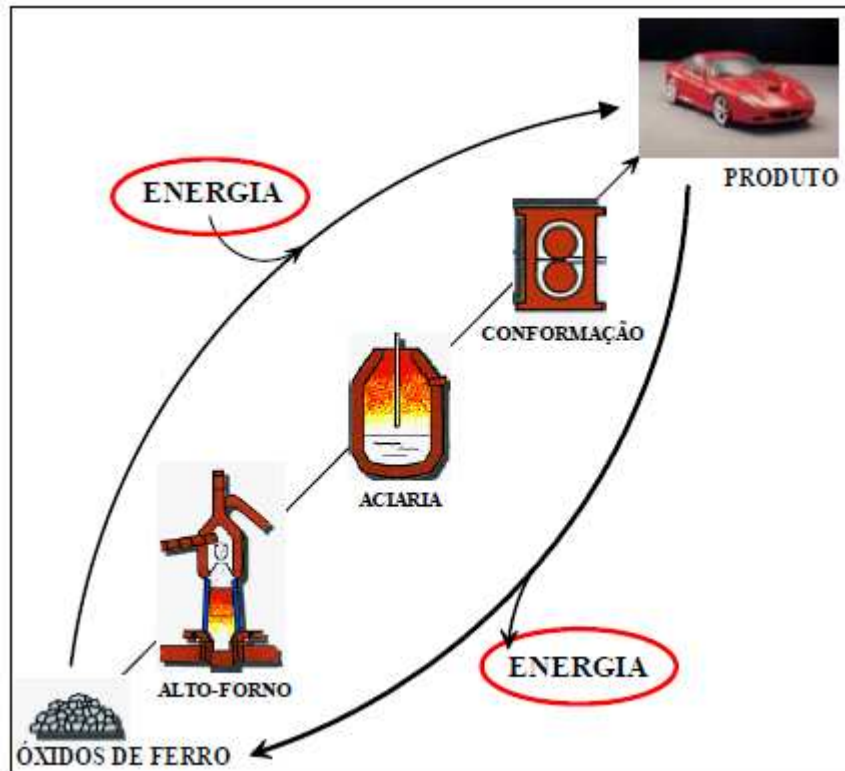 ENERGIA
PRODUTO
CONFORMAÇÃO
ACIARIA
ALTO-FORNO
ENERGIA
ÓXIDOS DE FERRO